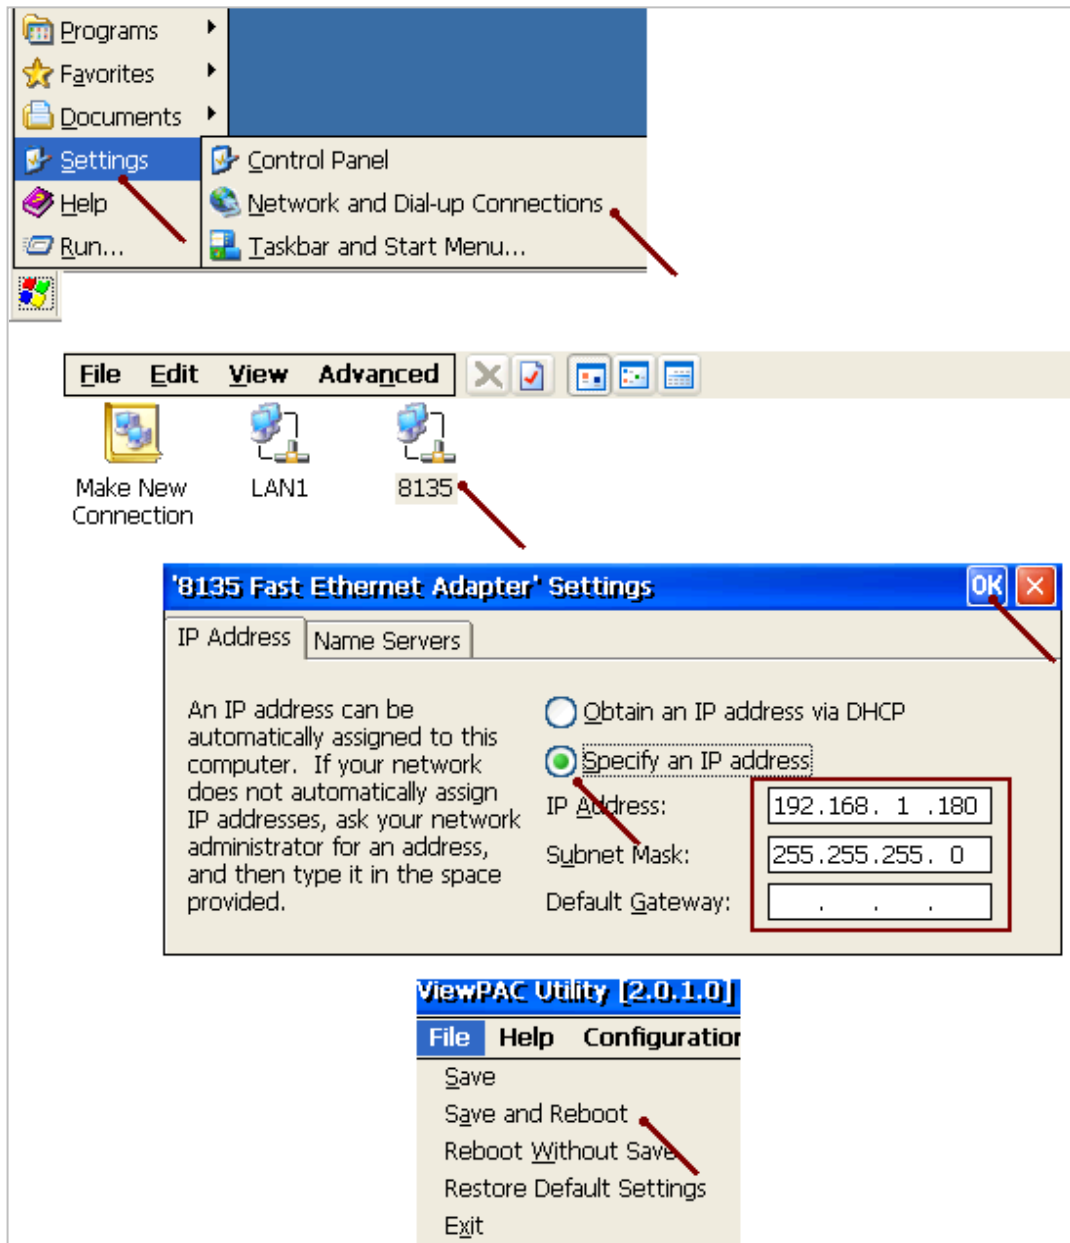 Programs
Favorites
Documents
Settings
Control Panel
Help
Network and Dial-up Connections
Run...
Taskbar and Start Menu...
File Edit View Advanced
Make New
Connection
LAN1
8135
'8135 Fast Ethernet Adapter' Settings
OK
IP Address
Name Servers
An IP address can be
automatically assigned to this
computer. If your network
does not automatically assign
IP addresses, ask your network
administrator for an address,
and then type it in the space
provided.
Obtain an IP address via DHCP
Specify an IP address
IP Address: 192.168. 1 .180
Subnet Mask: 255.255.255. 0
Default Gateway: . . .
ViewPAC Utility [2.0.1.0]
File Help Configuration
Save
Save and Reboot
Reboot Without Save
Restore Default Settings
Exit